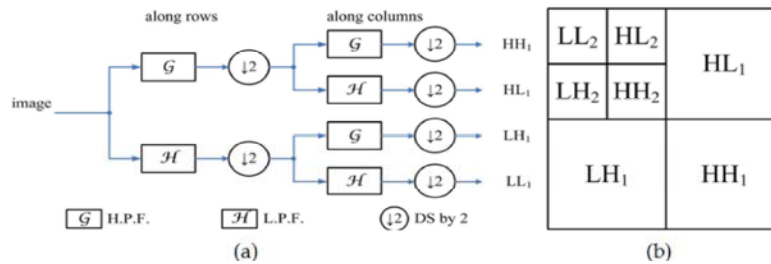 along rows
along columns
image
𝒢
↓2
𝒢
↓2
HH₁
ℋ
↓2
HL₁
ℋ
↓2
𝒢
↓2
LH₁
ℋ
↓2
LL₁
𝒢 H.P.F.
ℋ L.P.F.
↓2 DS by 2
(a)
LL₂ HL₂
HL₁
LH₂ HH₂
LH₁ HH₁
(b)